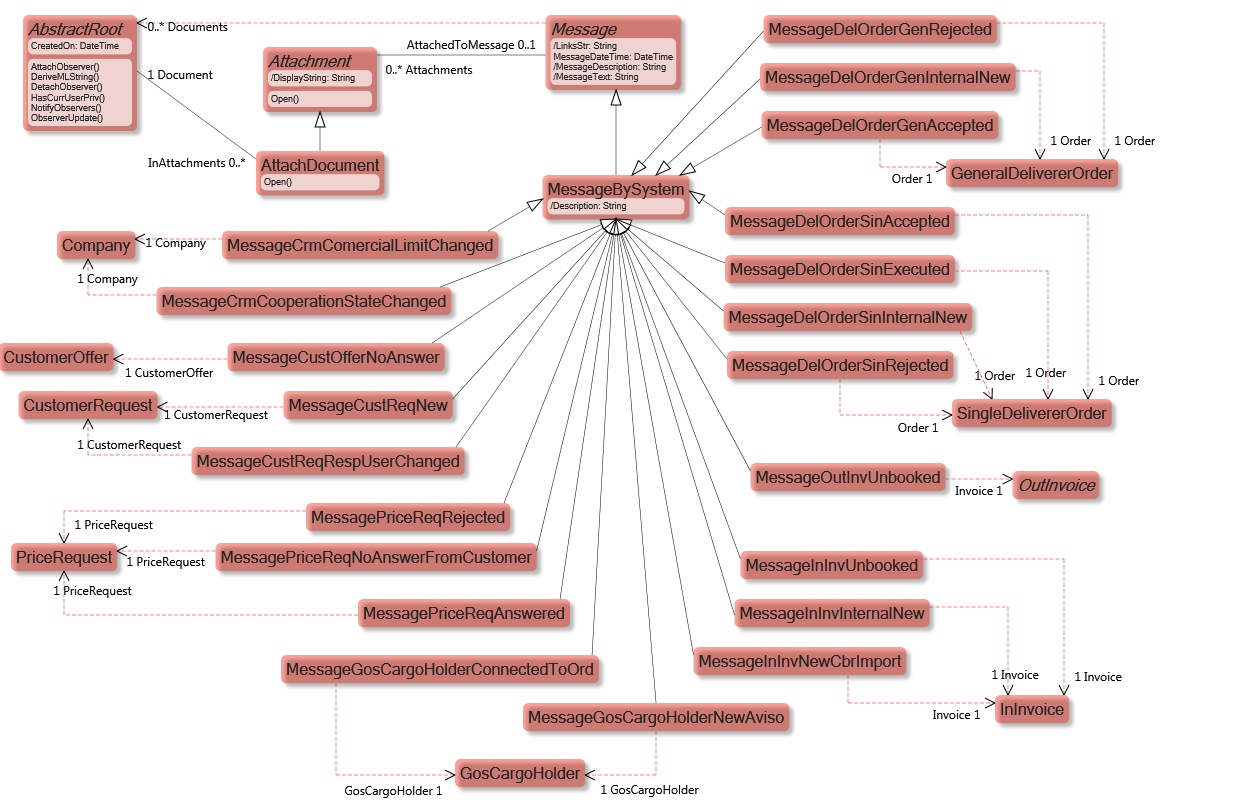 AbstractRoot
CreatedOn: DateTime
AttachObserver()
DeriveMLString()
DetachObserver()
HasCurrUserPriv()
NotifyObservers()
ObserverUpdate()
0..* Documents
1 Document
InAttachments 0..*
Attachment
/DisplayString: String
Open()
AttachDocument
Open()
AttachedToMessage 0..1
0..* Attachments
Message
/LinksStr: String
MessageDateTime: DateTime
/MessageDescription: String
/MessageText: String
MessageBySystem
/Description: String
MessageDelOrderGenRejected
MessageDelOrderGenInternalNew
MessageDelOrderGenAccepted
1 Order
1 Order
Order 1
GeneralDelivererOrder
MessageDelOrderSinAccepted
MessageDelOrderSinExecuted
MessageDelOrderSinInternalNew
MessageDelOrderSinRejected
1 Order
1 Order
1 Order
Order 1
SingleDelivererOrder
Company
1 Company
MessageCrmComercialLimitChanged
1 Company
MessageCrmCooperationStateChanged
CustomerOffer
1 CustomerOffer
MessageCustOfferNoAnswer
CustomerRequest
1 CustomerRequest
MessageCustReqNew
1 CustomerRequest
MessageCustReqRespUserChanged
MessageOutInvUnbooked
Invoice 1
OutInvoice
MessagePriceReqRejected
1 PriceRequest
PriceRequest
1 PriceRequest
MessagePriceReqNoAnswerFromCustomer
1 PriceRequest
MessagePriceReqAnswered
MessageInInvUnbooked
MessageInInvInternalNew
MessageInInvNewCbrImport
1 Invoice
1 Invoice
Invoice 1
InInvoice
MessageGosCargoHolderConnectedToOrd
MessageGosCargoHolderNewAviso
GosCargoHolder
GosCargoHolder 1
1 GosCargoHolder